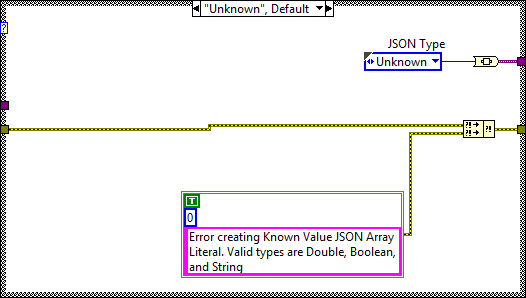 "Unknown", Default
?
JSON Type
Unknown
?!
?!
?!
T
0
Error creating Known Value JSON Array
Literal. Valid types are Double, Boolean,
and String